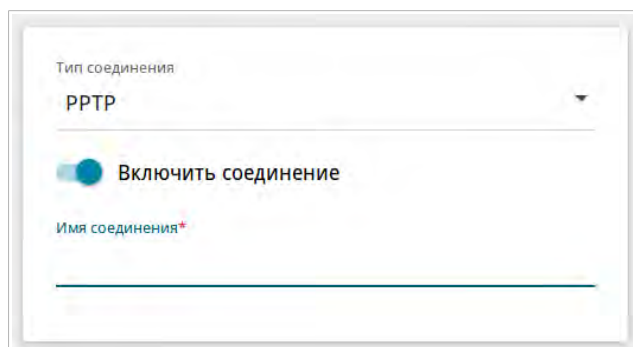 Тип соединения
PPTP
Включить соединение
Имя соединения*